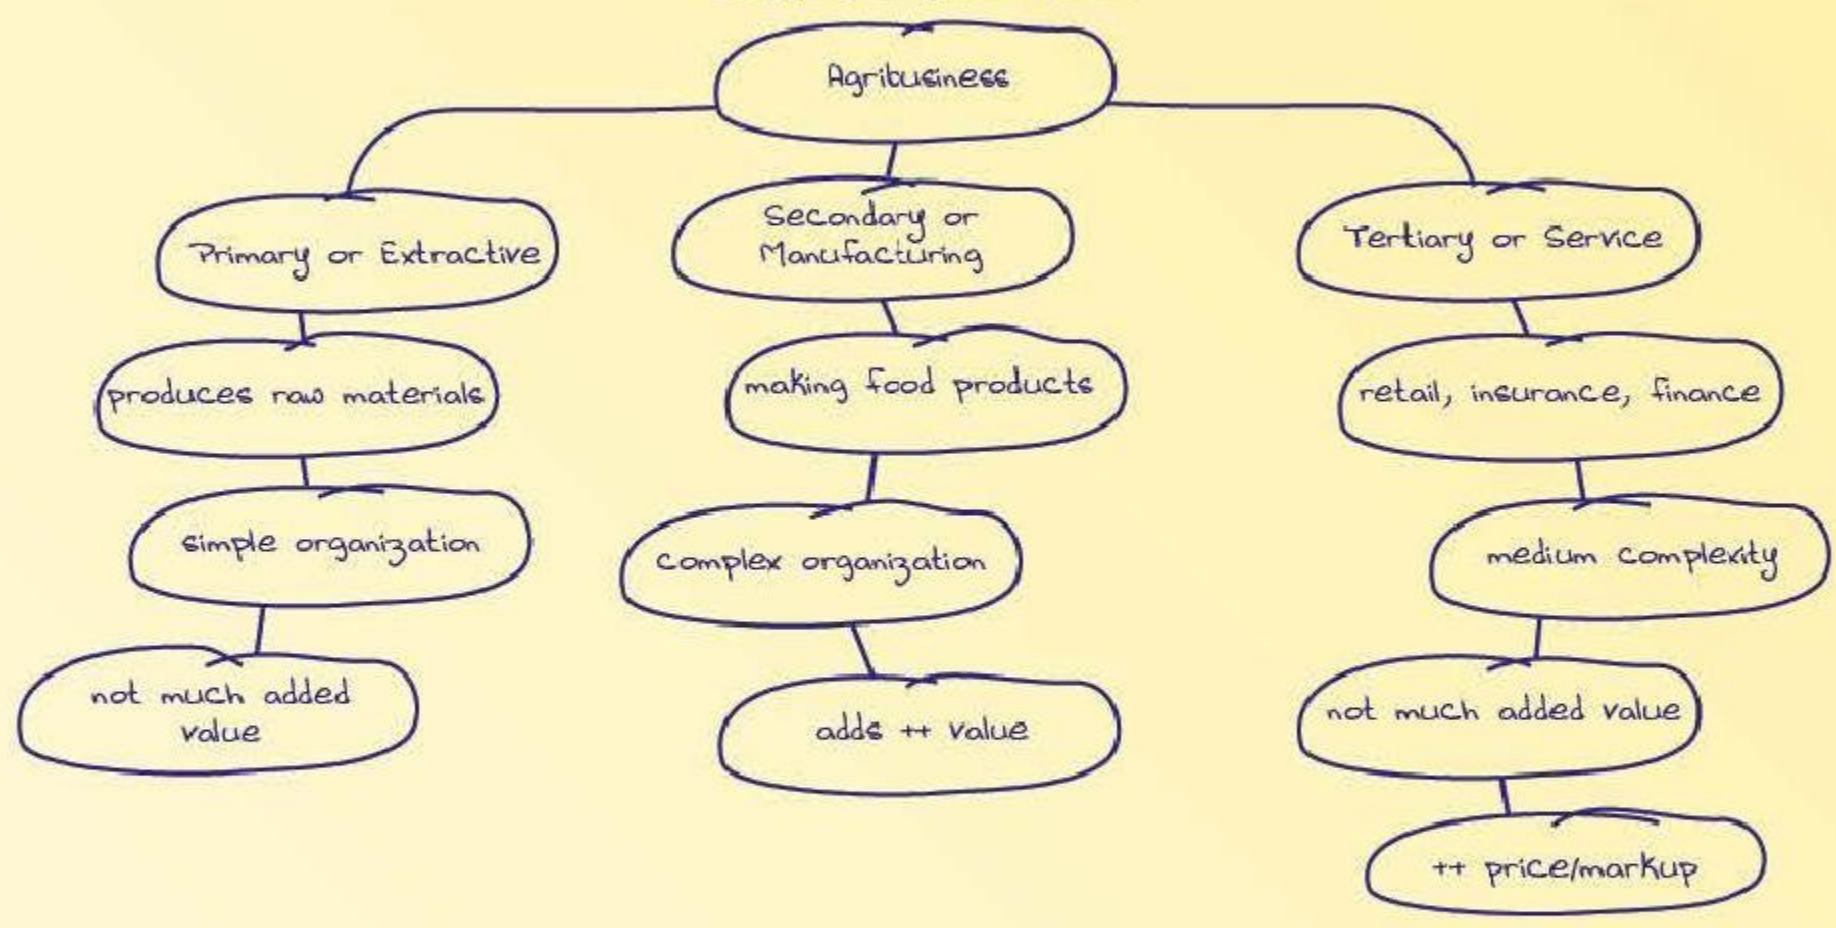 Agribusiness
Primary or Extractive
Secondary or
Manufacturing
Tertiary or Service
produces raw materials
making food products
retail, insurance, finance
simple organization
complex organization
medium complexity
not much added
value
adds ++ value
not much added value
++ price/markup